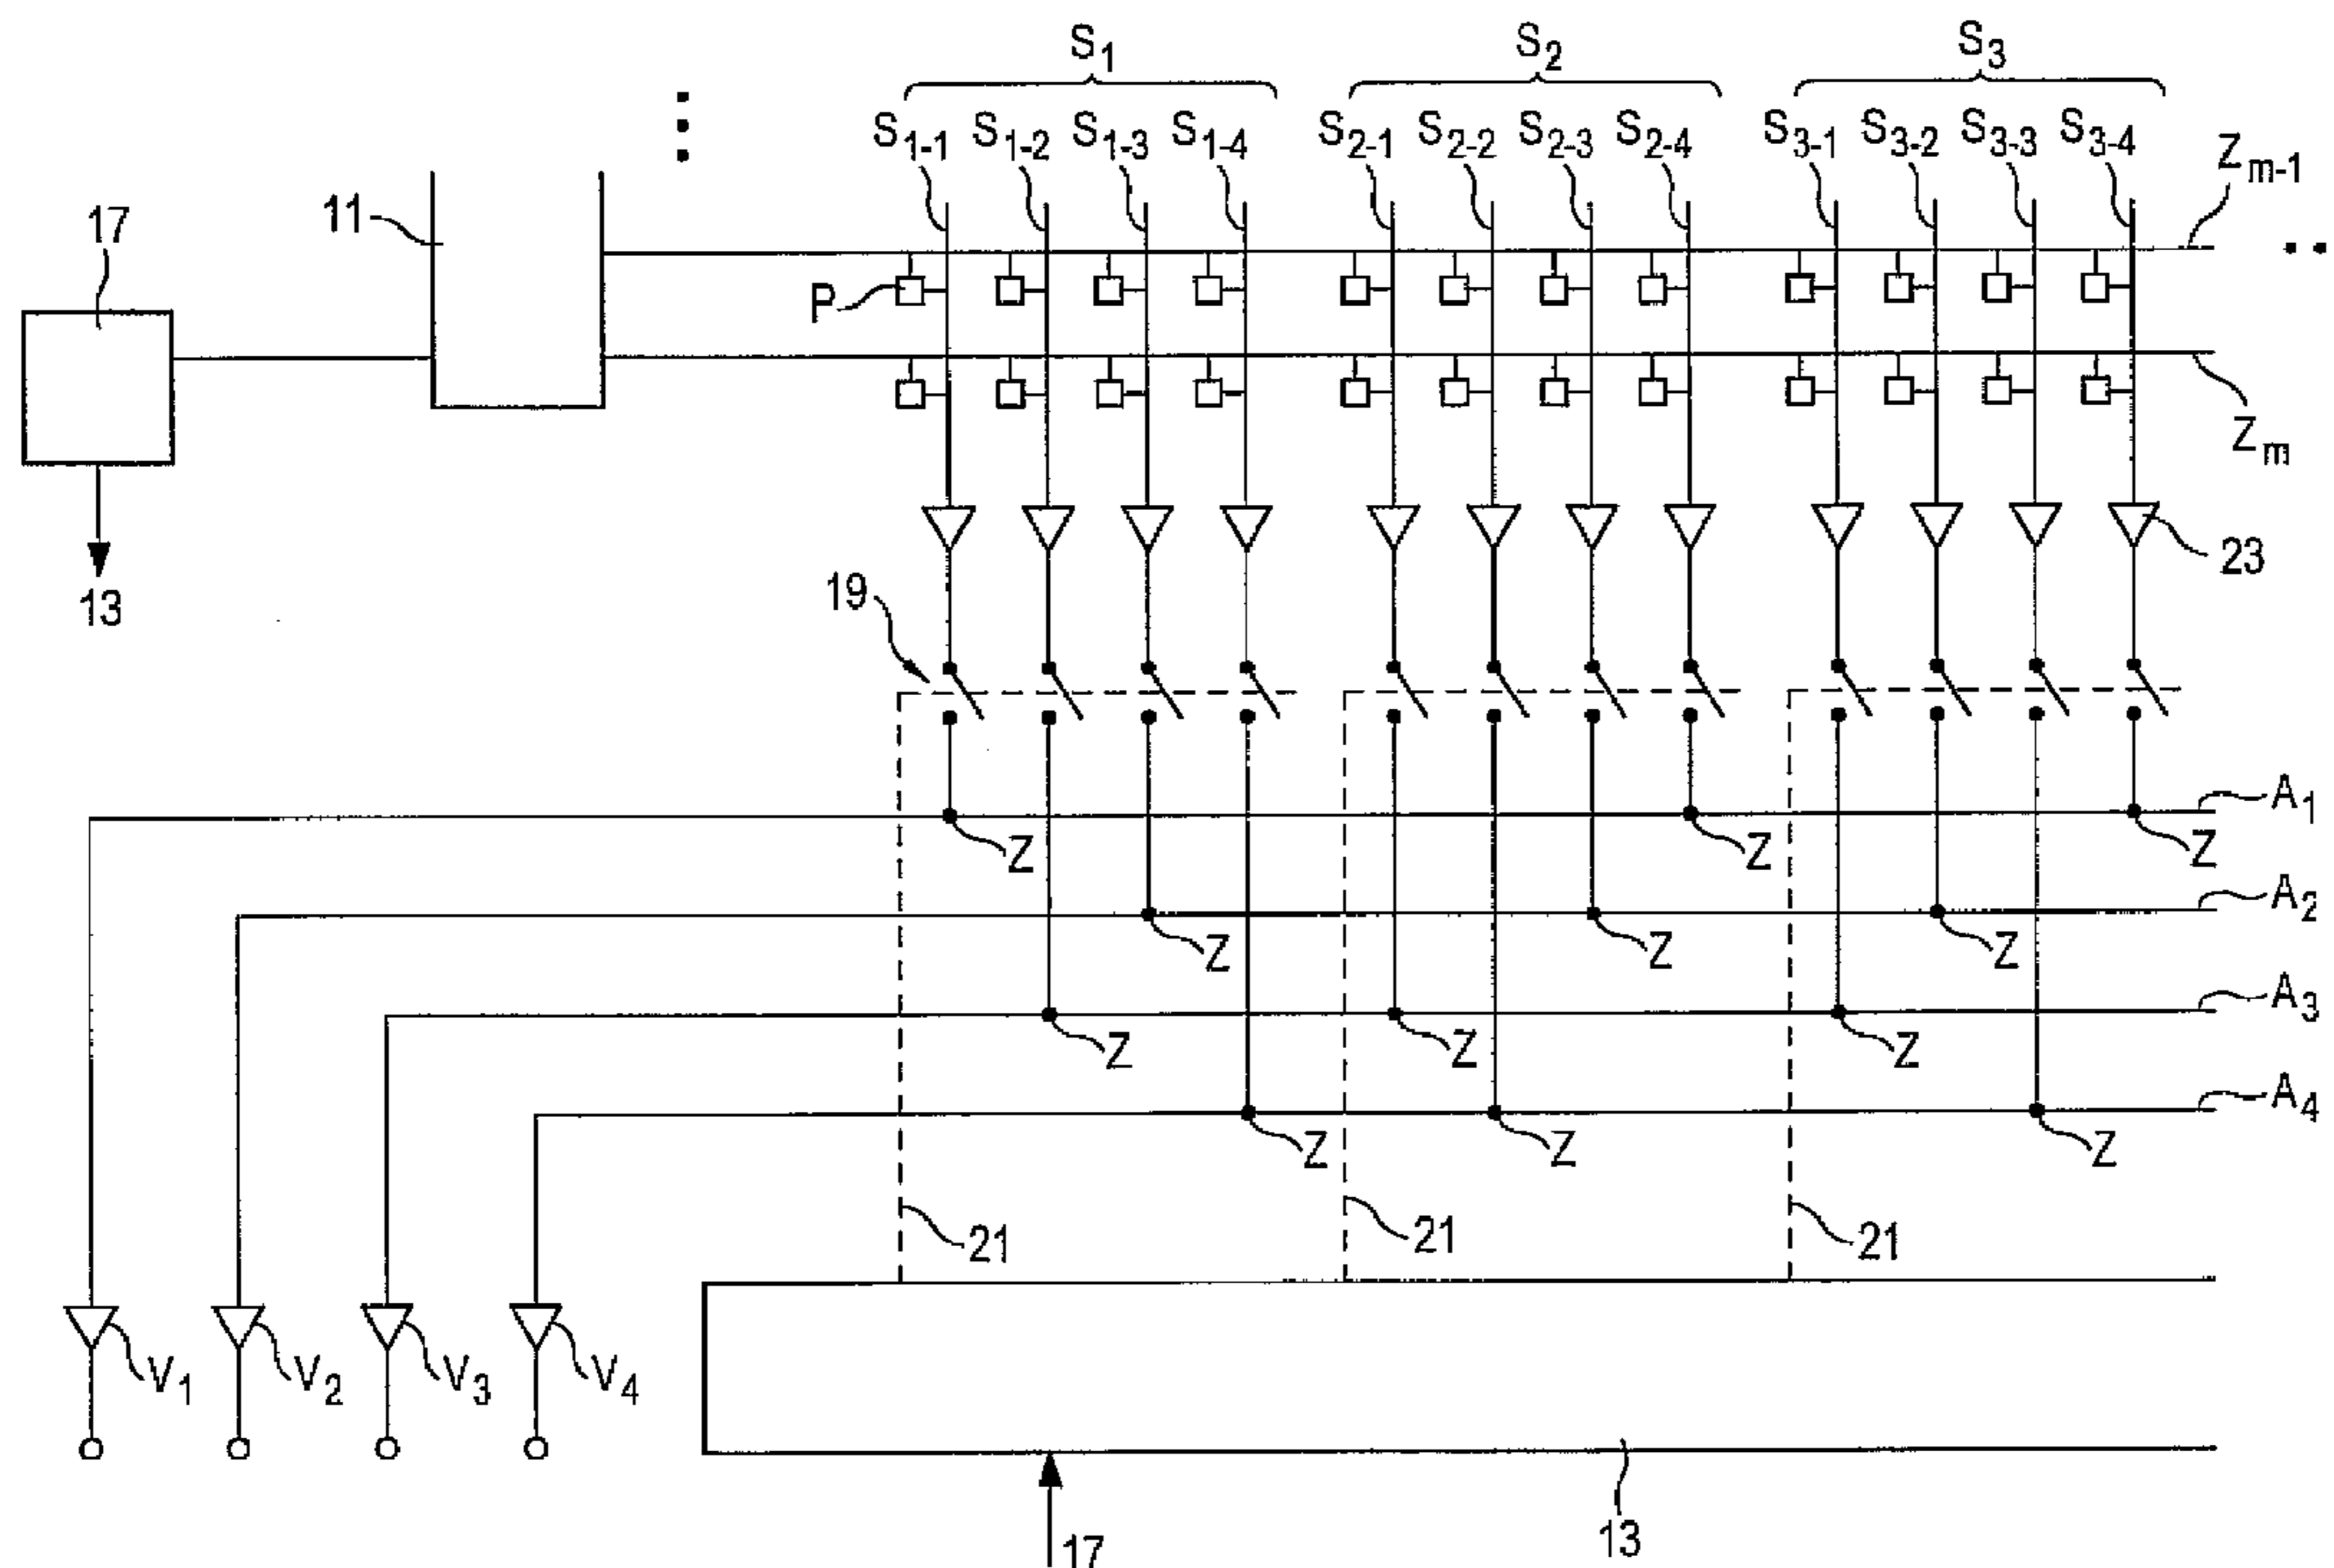 S1 S2 S3
S1-1 S1-2 S1-3 S1-4 S2-1 S2-2 S2-3 S2-4 S3-1 S3-2 S3-3 S3-4
Zm-1
11
17
P
Zm
23
13
19
A1
Z Z Z
A2
Z Z Z
A3
Z Z Z
A4
Z Z Z
21 21 21
V1 V2 V3 V4
17
13